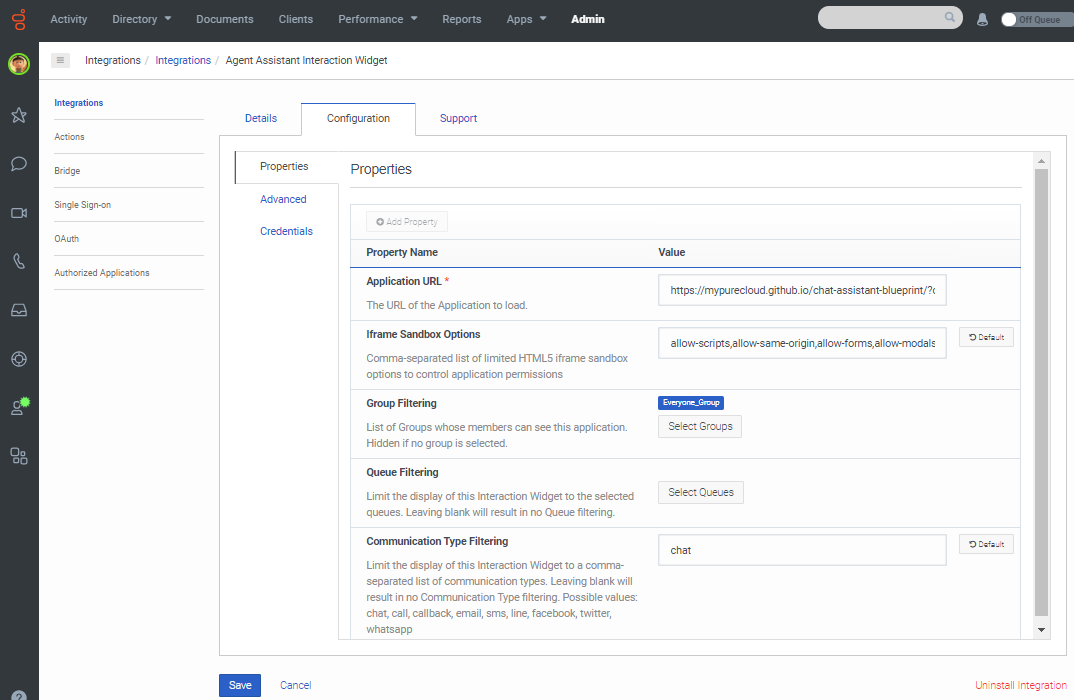 Activity Directory Documents Clients Performance Reports Apps Admin Off Queue
Integrations / Integrations / Agent Assistant Interaction Widget
Integrations
Actions
Bridge
Single Sign-on
OAuth
Authorized Applications
Details Configuration Support
Properties
Advanced
Credentials
Properties
Add Property
Property Name Value
Application URL *
The URL of the Application to load.
https://mypurecloud.github.io/chat-assistant-blueprint/?c
Iframe Sandbox Options
Comma-separated list of limited HTML5 iframe sandbox
options to control application permissions
allow-scripts,allow-same-origin,allow-forms,allow-modals
Default
Group Filtering
List of Groups whose members can see this application.
Hidden if no group is selected.
Everyone_Group
Select Groups
Queue Filtering
Limit the display of this Interaction Widget to the selected
queues. Leaving blank will result in no Queue filtering.
Select Queues
Communication Type Filtering
Limit the display of this Interaction Widget to a comma-
separated list of communication types. Leaving blank will
result in no Communication Type filtering. Possible values:
chat, call, callback, email, sms, line, facebook, twitter,
whatsapp
chat
Default
Save Cancel Uninstall Integration
?